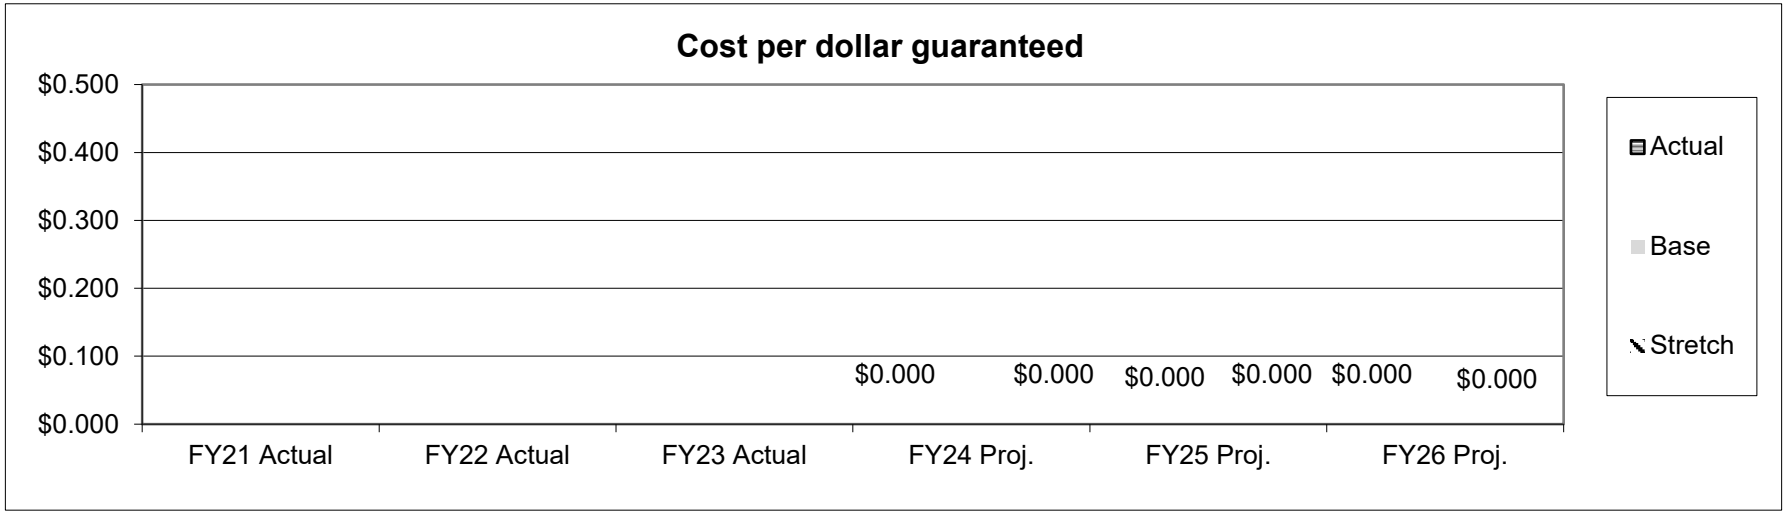 Cost per dollar guaranteed
$0.500
$0.400
$0.300
$0.200
$0.100
$0.000
$0.000 $0.000 $0.000 $0.000 $0.000 $0.000
FY21 Actual FY22 Actual FY23 Actual FY24 Proj. FY25 Proj. FY26 Proj.
Actual
Base
Stretch